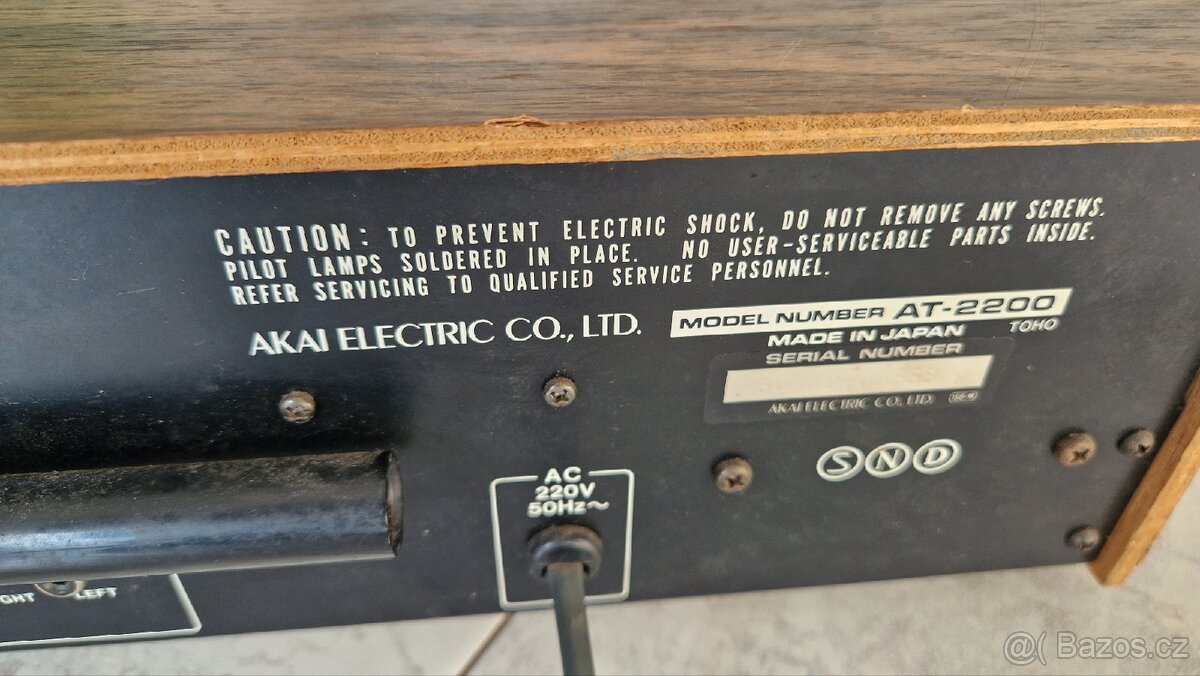 CAUTION: TO PREVENT ELECTRIC SHOCK, DO NOT REMOVE ANY SCREWS.
PILOT LAMPS SOLDERED IN PLACE. NO USER-SERVICEABLE PARTS INSIDE.
REFER SERVICING TO QUALIFIED SERVICE PERSONNEL.
AKAI ELECTRIC CO., LTD.
MODEL NUMBER AT-2200
MADE IN JAPAN TOHO
SERIAL NUMBER
AKAI ELECTRIC CO., LTD.
S N D
AC
220V
50Hz~
LEFT
@( Bazos.cz